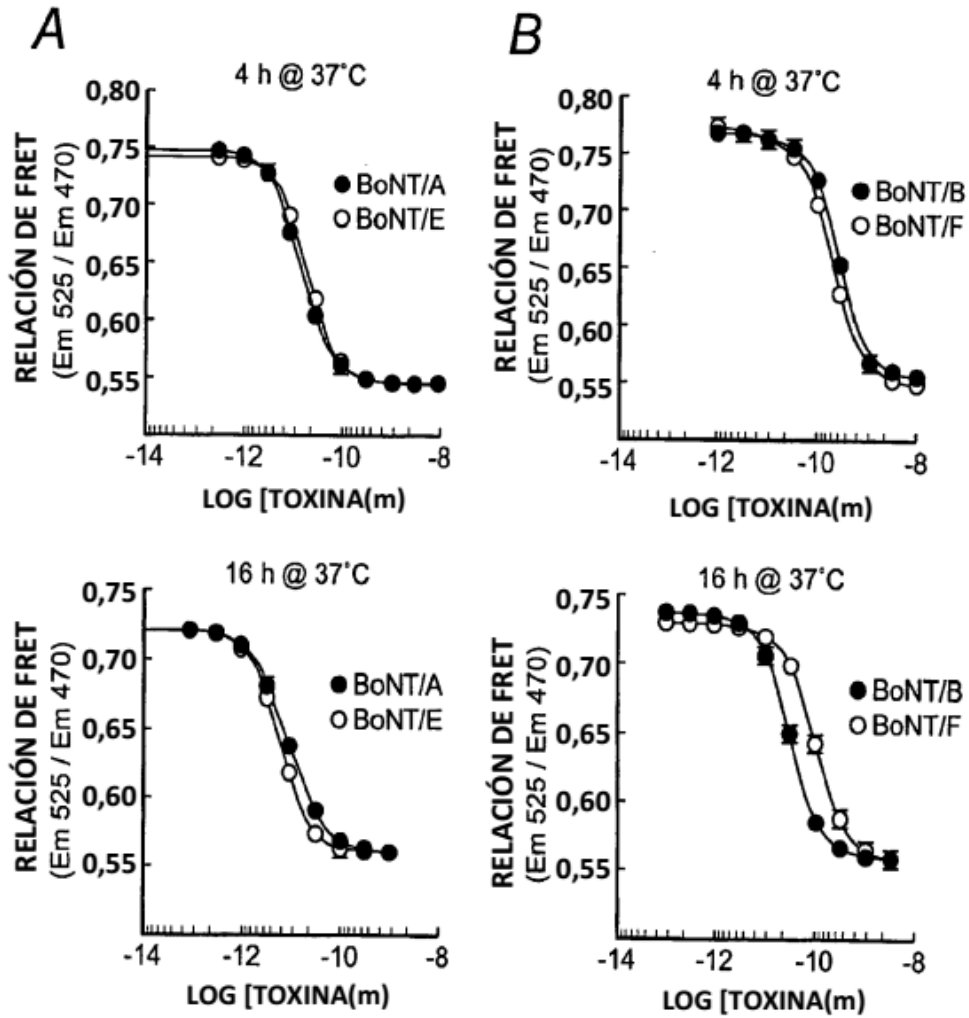 A
4 h @ 37˚C
RELACIÓN DE FRET
(Em 525 / Em 470)
0,80
0,75
0,70
0,65
0,60
0,55
BoNT/A
BoNT/E
-14
-12
-10
-8
LOG [TOXINA(m)
B
4 h @ 37˚C
RELACIÓN DE FRET
(Em 525 / Em 470)
0,80
0,75
0,70
0,65
0,60
0,55
BoNT/B
BoNT/F
-14
-12
-10
-8
LOG [TOXINA(m)
16 h @ 37˚C
RELACIÓN DE FRET
(Em 525 / Em 470)
0,75
0,70
0,65
0,60
0,55
BoNT/A
BoNT/E
-14
-12
-10
-8
LOG [TOXINA(m)
16 h @ 37˚C
RELACIÓN DE FRET
(Em 525 / Em 470)
0,75
0,70
0,65
0,60
0,55
BoNT/B
BoNT/F
-14
-12
-10
-8
LOG [TOXINA(m)